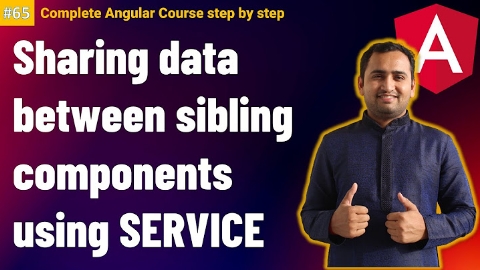 #65 Complete Angular Course step by step
A
Sharing data
between sibling
components
using SERVICE